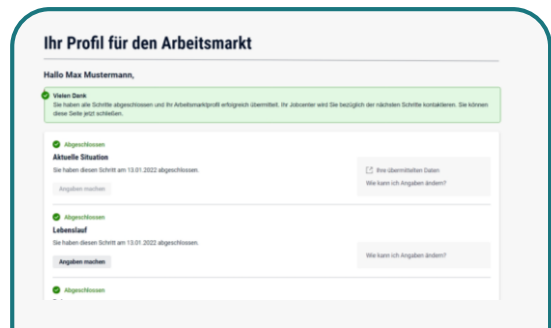 Ihr Profil für den Arbeitsmarkt
Hallo Max Mustermann,
Vielen Dank
Sie haben alle Schritte abgeschlossen und Ihr Arbeitsmarktprofil erfolgreich übermittelt. Ihr Jobcenter wird Sie bezüglich der nächsten Schritte kontaktieren. Sie können
diese Seite jetzt schließen.
Abgeschlossen
Aktuelle Situation
Sie haben diesen Schritt am 13.01.2022 abgeschlossen.
Angaben machen
Ihre übermittelten Daten
Wie kann ich Angaben ändern?
Abgeschlossen
Lebenslauf
Sie haben diesen Schritt am 13.01.2022 abgeschlossen.
Angaben machen
Wie kann ich Angaben ändern?
Abgeschlossen